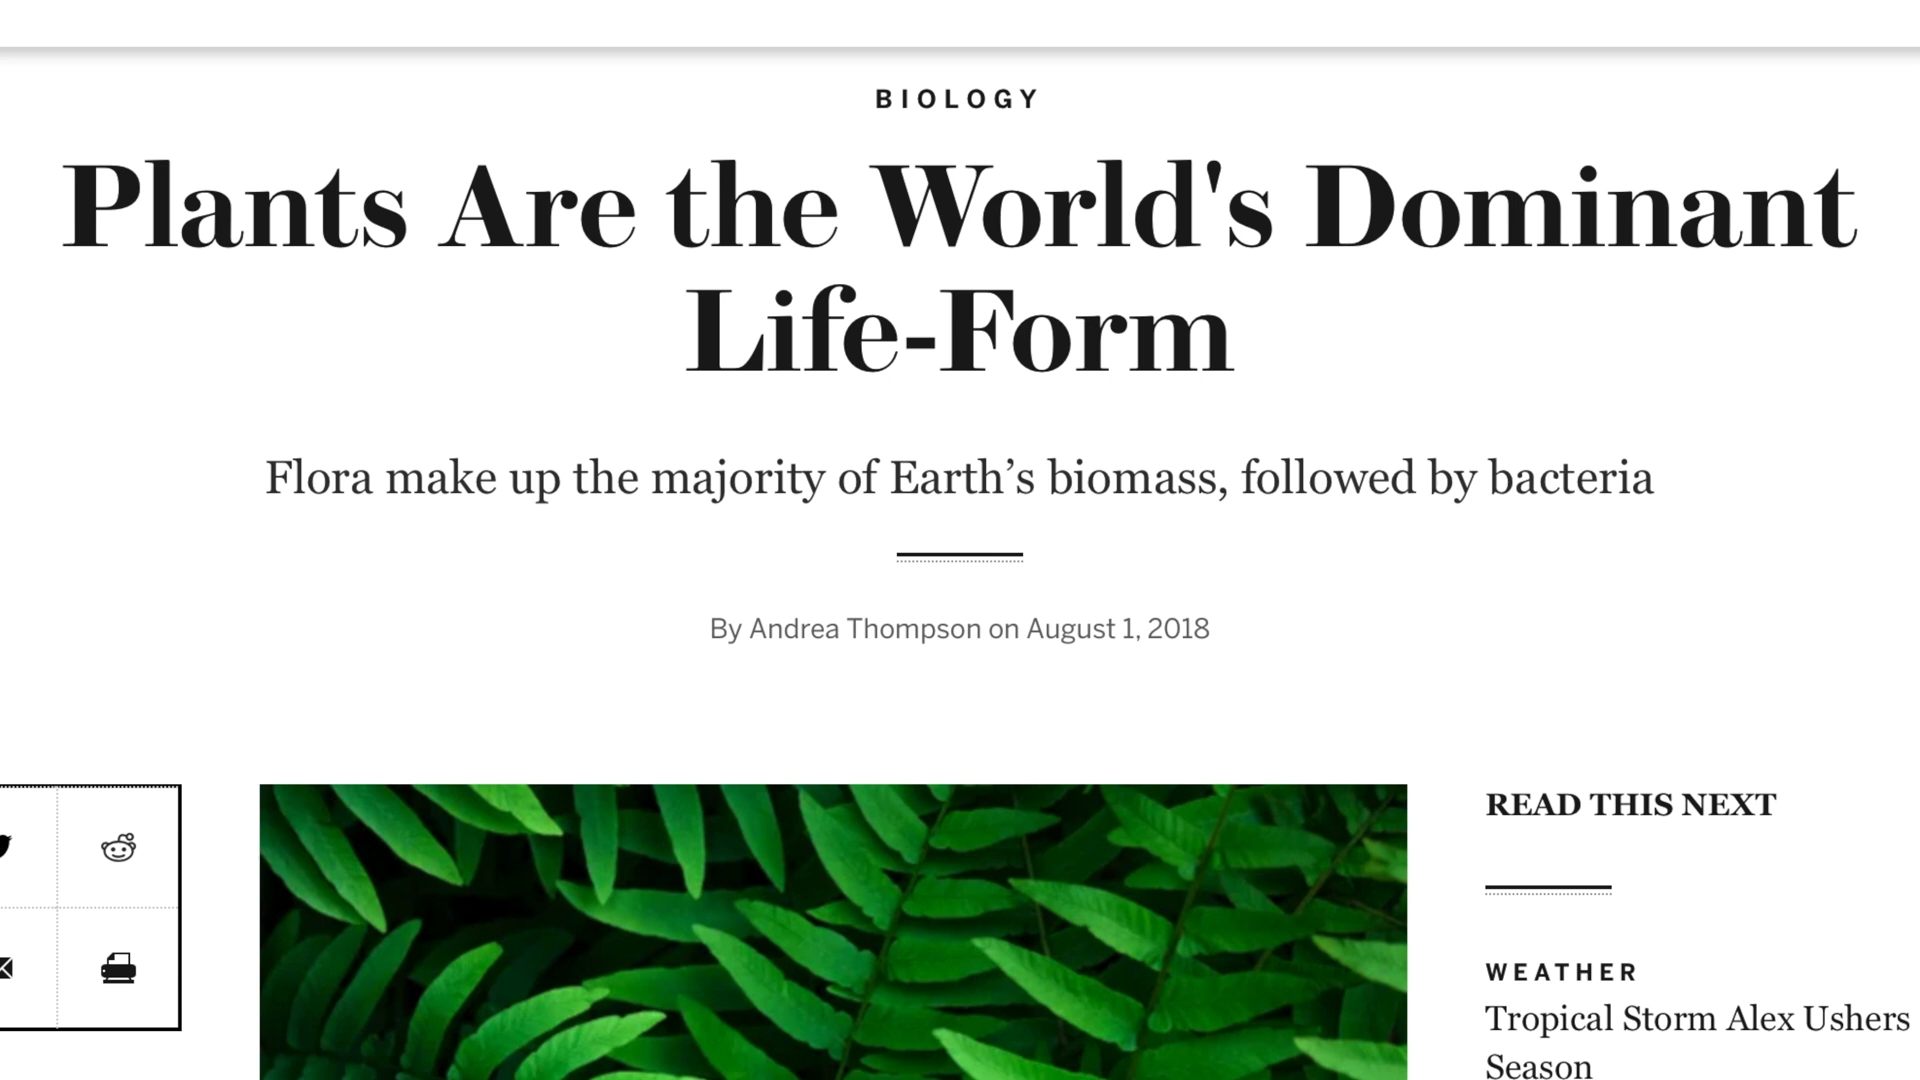 BIOLOGY
Plants Are the World's Dominant
Life-Form
Flora make up the majority of Earth’s biomass, followed by bacteria
By Andrea Thompson on August 1, 2018
READ THIS NEXT
WEATHER
Tropical Storm Alex Ushers
Season